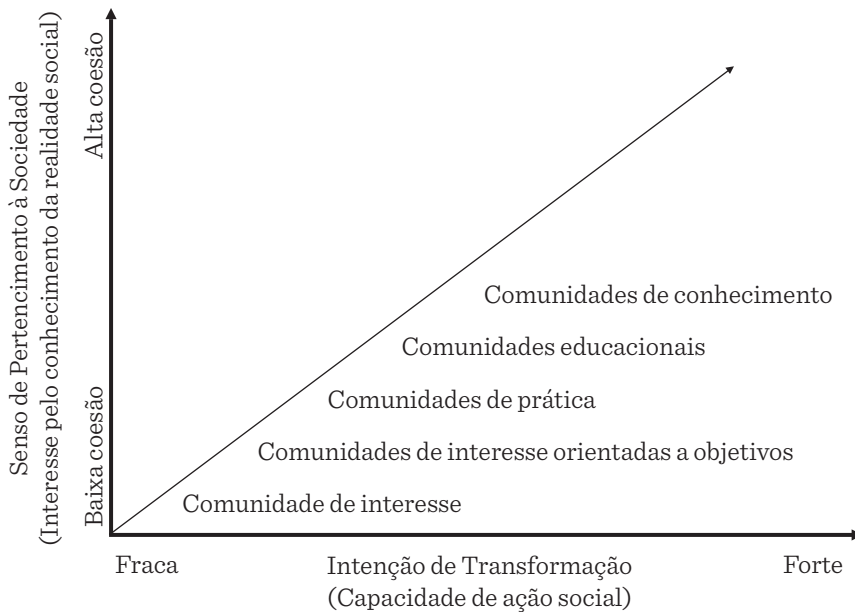 Senso de Pertencimento à Sociedade
(Interesse pelo conhecimento da realidade social)
Alta coesão
Baixa coesão
Comunidades de conhecimento
Comunidades educacionais
Comunidades de prática
Comunidades de interesse orientadas a objetivos
Comunidade de interesse
Fraca
Intenção de Transformação
(Capacidade de ação social)
Forte